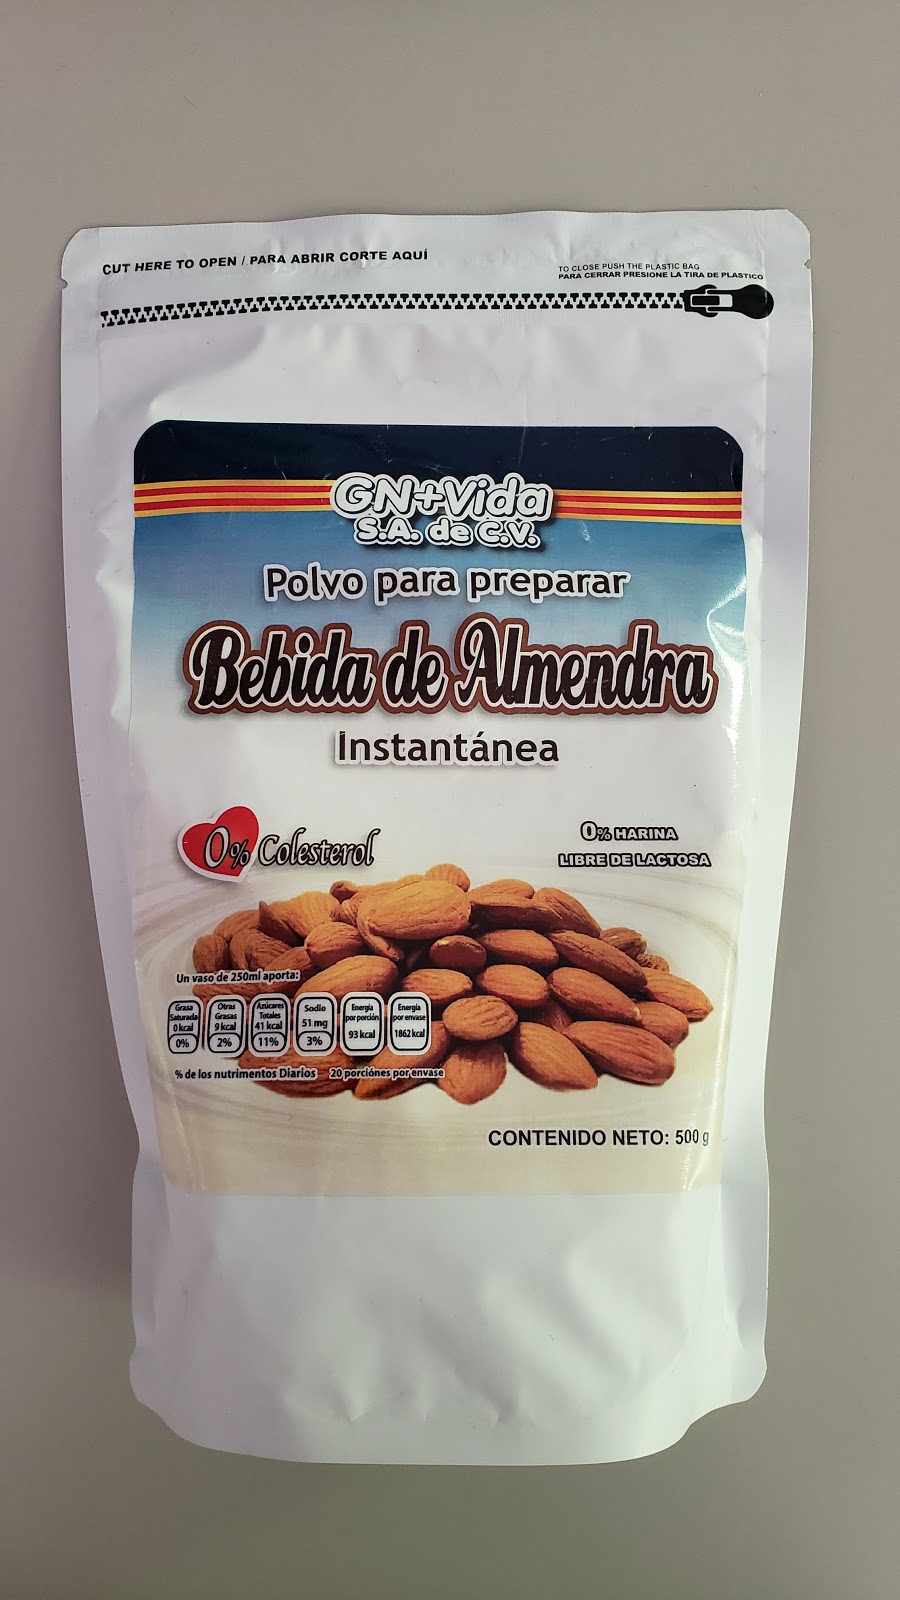 CUT HERE TO OPEN / PARA ABRIR CORTE AQUÍ
TO CLOSE PUSH THE PLASTIC BAG
PARA CERRAR PRESIONE LA TIRA DE PLASTICO
GN+Vida
S.A. de C.V.
Polvo para preparar
Bebida de Almendra
Instantánea
0% Colesterol
0% HARINA
LIBRE DE LACTOSA
Un vaso de 250ml aporta:
Grasa Saturada 0 kcal 0%
Otras Grasas 9 kcal 2%
Azúcares Totales 41 kcal 11%
Sodio 51 mg 3%
Energía por porción 93 kcal
Energía por envase 1862 kcal
% de los nutrimentos Diarios 20 porciónes por envase
CONTENIDO NETO: 500 g